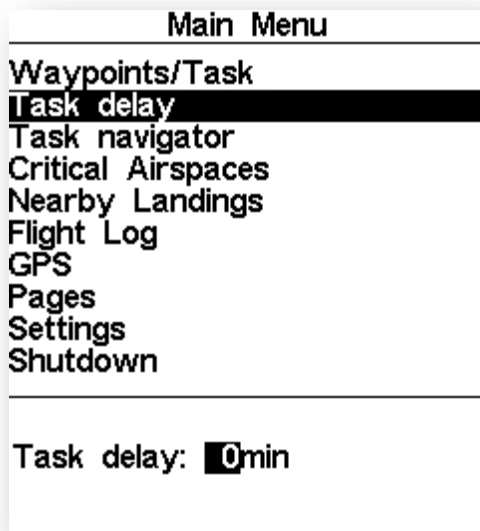 Main Menu
Waypoints/Task
Task delay
Task navigator
Critical Airspaces
Nearby Landings
Flight Log
GPS
Pages
Settings
Shutdown
Task delay: 0min